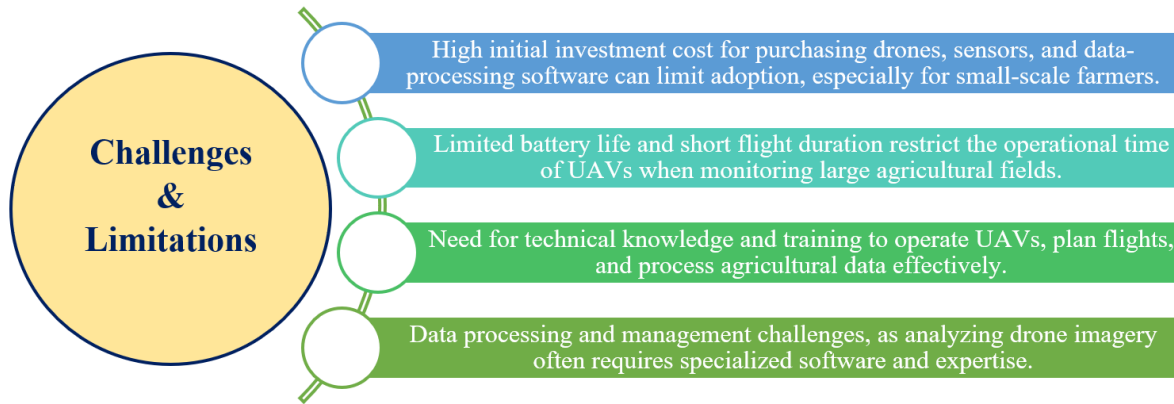 Challenges
&
Limitations
High initial investment cost for purchasing drones, sensors, and data-
processing software can limit adoption, especially for small-scale farmers.
Limited battery life and short flight duration restrict the operational time
of UAVs when monitoring large agricultural fields.
Need for technical knowledge and training to operate UAVs, plan flights,
and process agricultural data effectively.
Data processing and management challenges, as analyzing drone imagery
often requires specialized software and expertise.